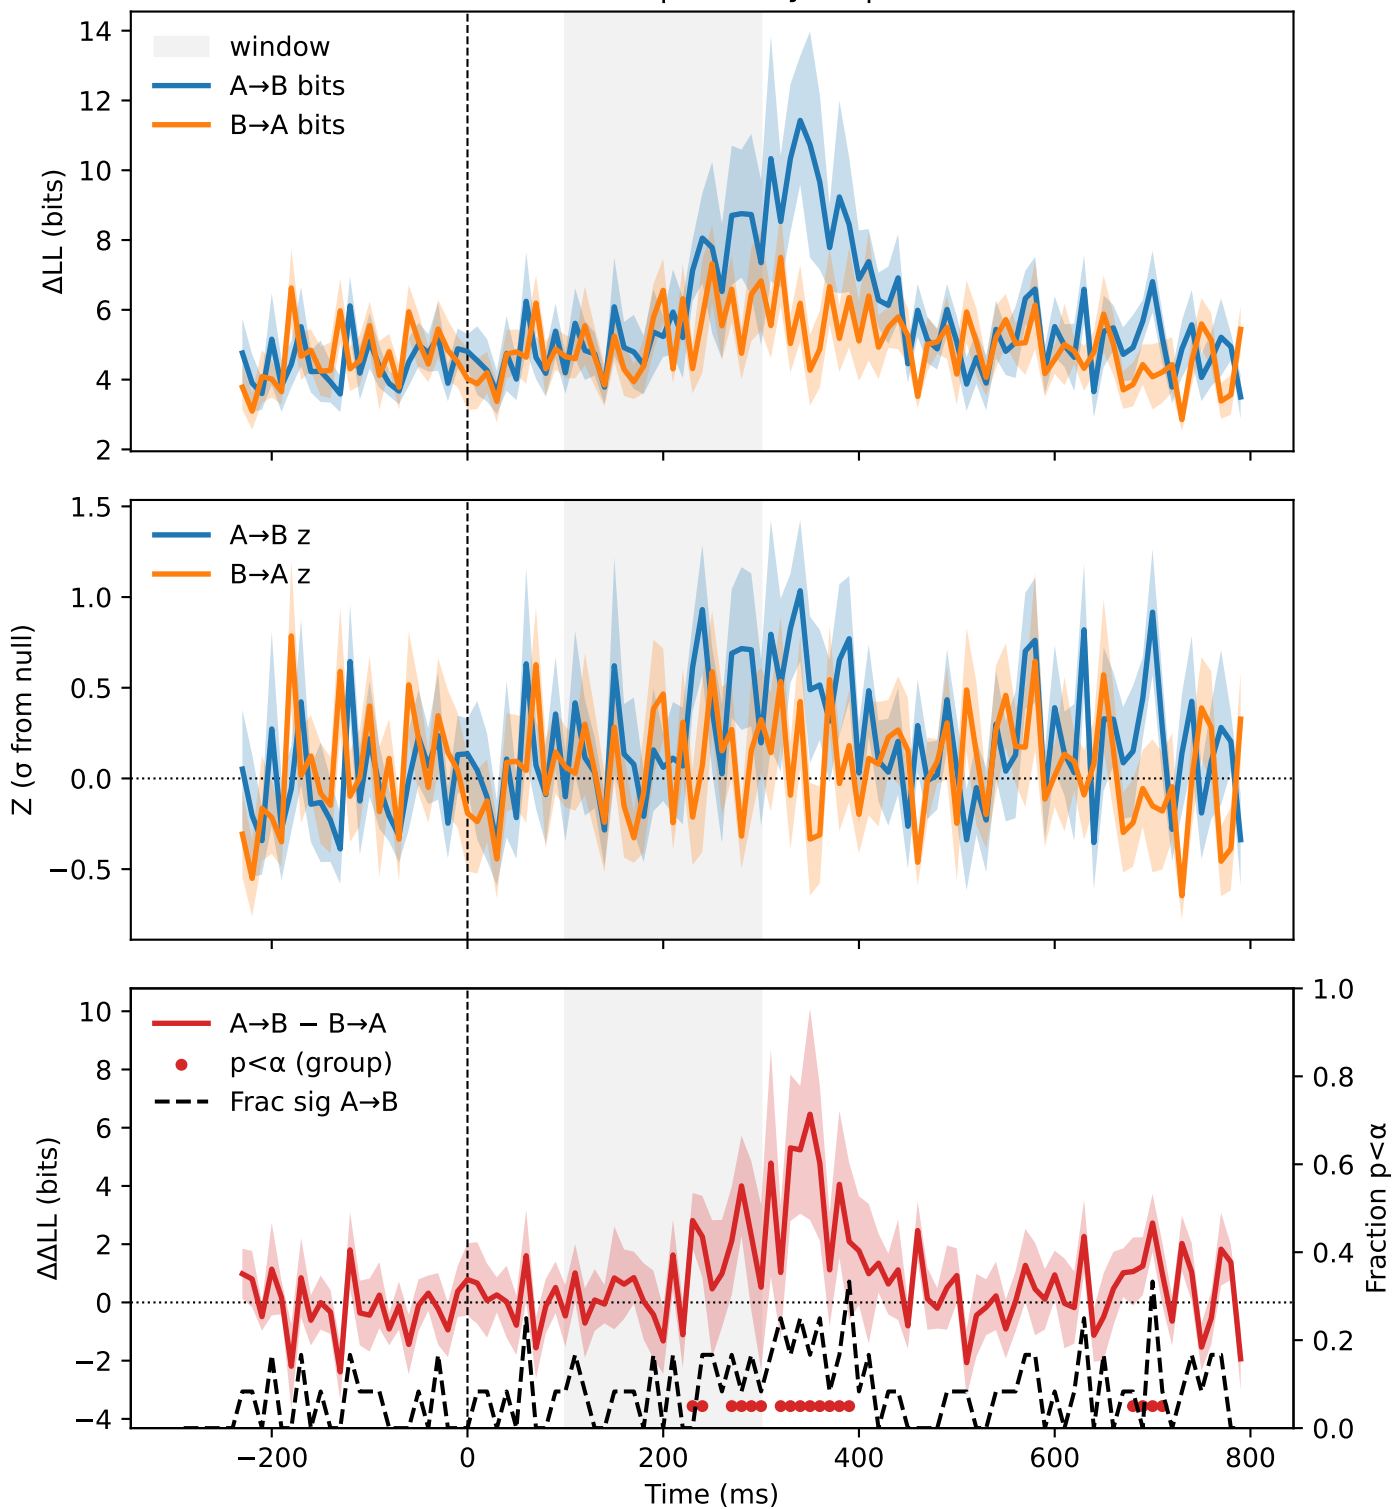 14
12
10
8
6
4
2
ΔLL (bits)
window
A→B bits
B→A bits
1.5
1.0
0.5
0.0
−0.5
Z (σ from null)
A→B z
B→A z
10
8
6
4
2
0
−2
−4
ΔΔLL (bits)
A→B − B→A
p<α (group)
Frac sig A→B
1.0
0.8
0.6
0.4
0.2
0.0
Fraction p<α
−200 0 200 400 600 800
Time (ms)